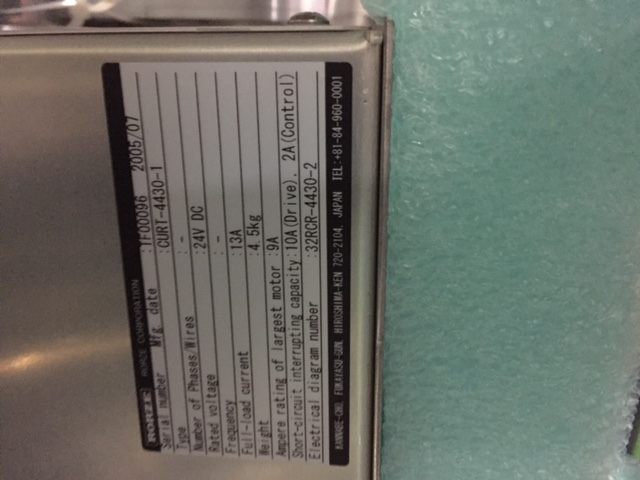 RORZE RORZE CORPORATION
Serial number Mfg. date :YF00096 2005/07
Type :CURT-4430-1
Number of Phases/Wires :-
Rated voltage :24V DC
Frequency :-
Full-load current :13A
Weight :4.5kg
Ampere rating of largest motor :9A
Short-circuit interrupting capacity:10A(Drive), 2A(Control)
Electrical diagram number :32RCR-4430-2
KANNABE-CHO, FUKAYASU-GUN, HIROSHIMA-KEN 720-2104, JAPAN TEL:+81-84-960-0001